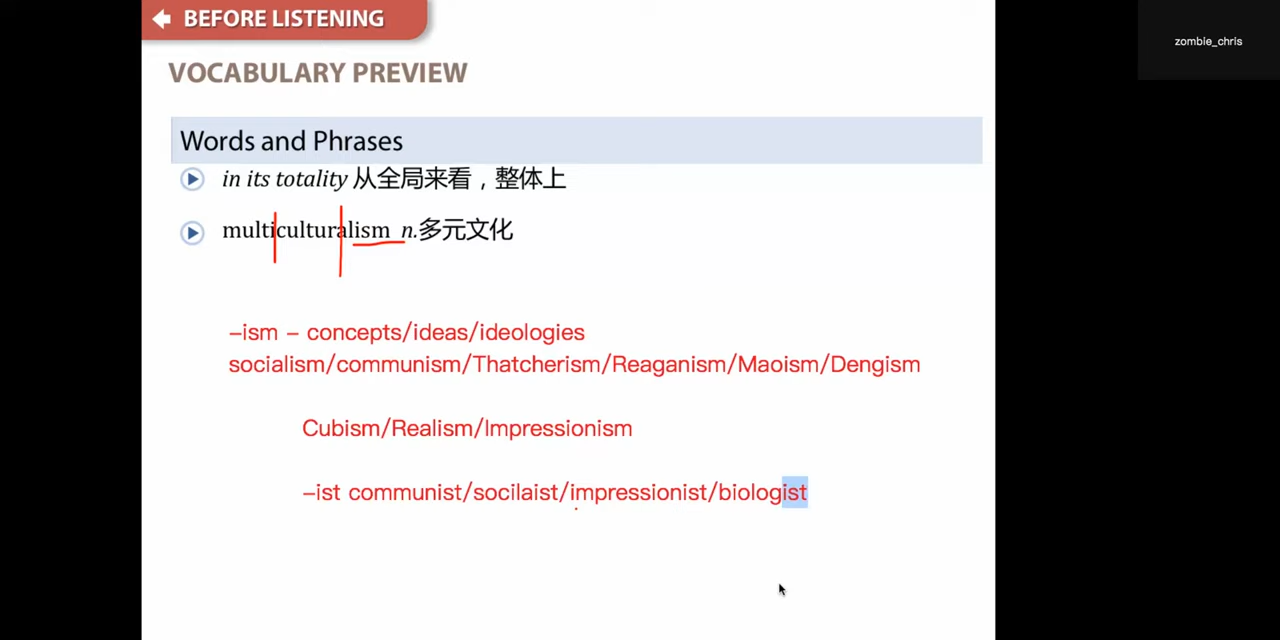 BEFORE LISTENING
zombie_chris
VOCABULARY PREVIEW
Words and Phrases
in its totality 从全局来看，整体上
multiculturalism n.多元文化
-ism - concepts/ideas/ideologies
socialism/communism/Thatcherism/Reaganism/Maoism/Dengism
Cubism/Realism/Impressionism
-ist communist/socilaist/impressionist/biologist